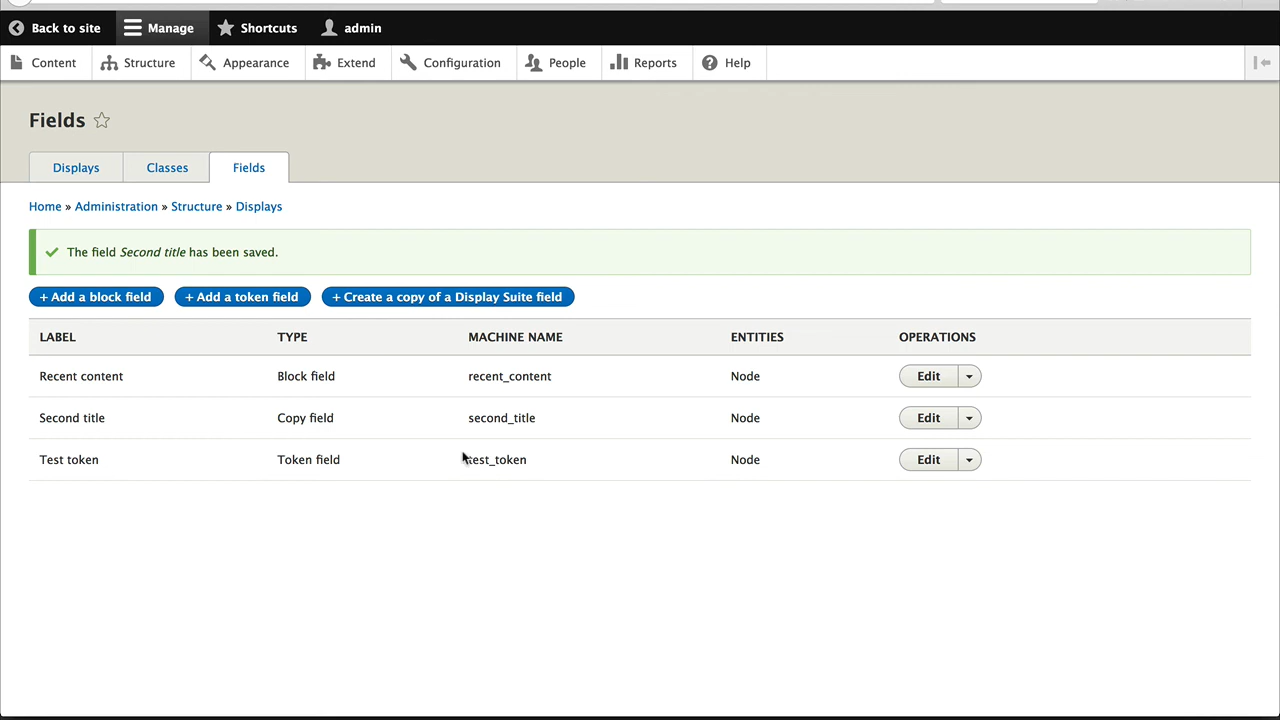 Back to site Manage Shortcuts admin
Content Structure Appearance Extend Configuration People Reports Help
Fields
Displays Classes Fields
Home » Administration » Structure » Displays
The field Second title has been saved.
+ Add a block field + Add a token field + Create a copy of a Display Suite field
LABEL TYPE MACHINE NAME ENTITIES OPERATIONS
Recent content Block field recent_content Node Edit
Second title Copy field second_title Node Edit
Test token Token field test_token Node Edit